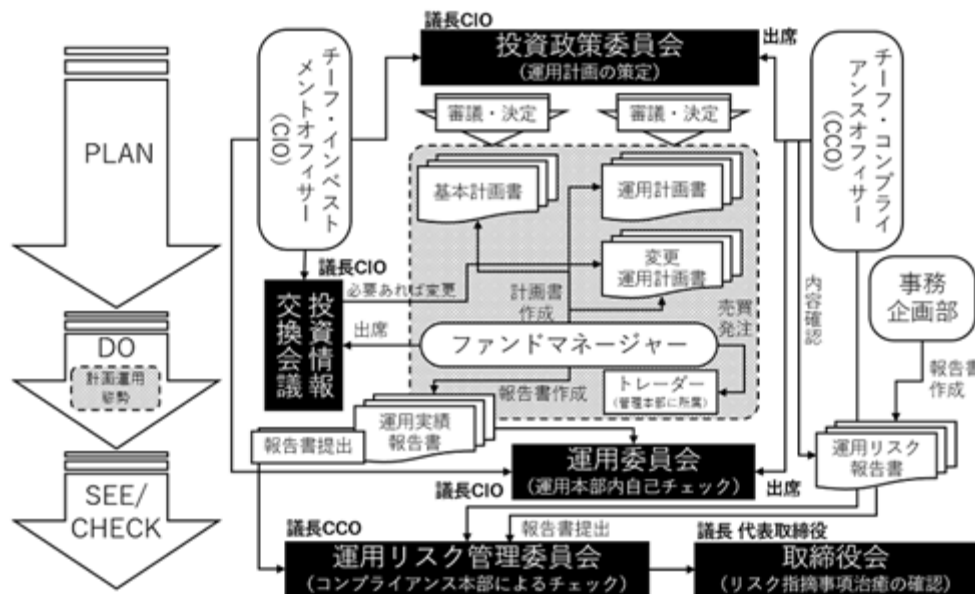 PLAN
DO
計画運用
姿勢
SEE/
CHECK
チーフ・インベスト
メントオフィサー
(CIO)
議長CIO
投資政策委員会
(運用計画の策定)
出席
チーフ・コンプライ
アンスオフィサー
(CCO)
審議・決定
審議・決定
基本計画書
運用計画書
変更
運用計画書
議長CIO
必要あれば変更
投資情報
交換会議
出席
計画書
作成
売買
発注
ファンドマネージャー
報告書作成
トレーダー
(管理本部に所属)
内容確認
事務
企画部
報告書
作成
運用リスク
報告書
運用実績
報告書
報告書提出
運用委員会
(運用本部内自己チェック)
議長CIO
出席
議長CCO
報告書提出
運用リスク管理委員会
(コンプライアンス本部によるチェック)
議長 代表取締役
取締役会
(リスク指摘事項治癒の確認)